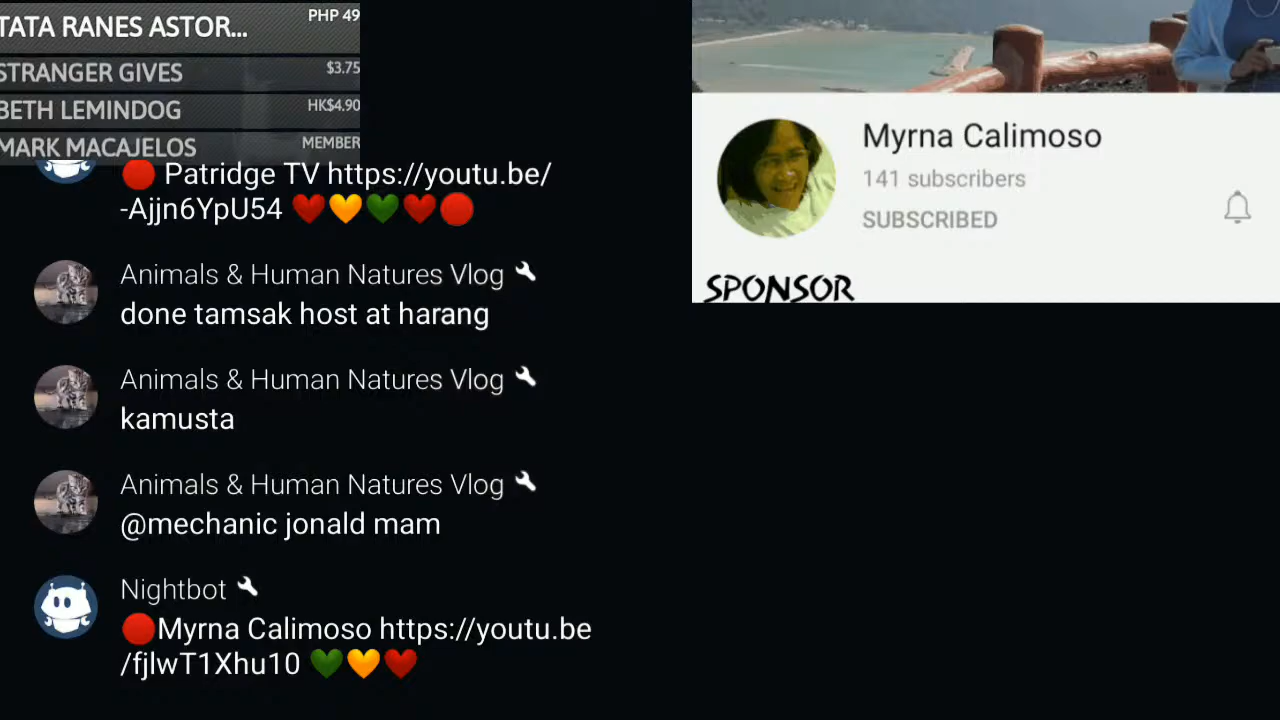 TATA RANES ASTOR...
PHP 49
STRANGER GIVES
$3.75
BETH LEMINDOG
HK$4.90
MARK MACAJELOS
MEMBER
🔴 Patridge TV https://youtu.be/
-Ajjn6YpU54 ❤️🧡💚❤️🔴
Animals & Human Natures Vlog
done tamsak host at harang
Animals & Human Natures Vlog
kamusta
Animals & Human Natures Vlog
@mechanic jonald mam
Nightbot
🔴Myrna Calimoso https://youtu.be
/fjlwT1Xhu10 💚🧡❤️
Myrna Calimoso
141 subscribers
SUBSCRIBED
SPONSOR